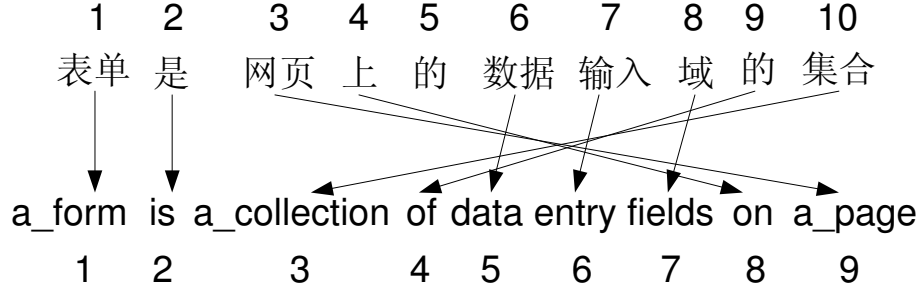 1 2 3 4 5 6 7 8 9 10
表单 是 网页 上 的 数据 输入 域 的 集合
a_form is a_collection of data entry fields on a_page
1 2 3 4 5 6 7 8 9